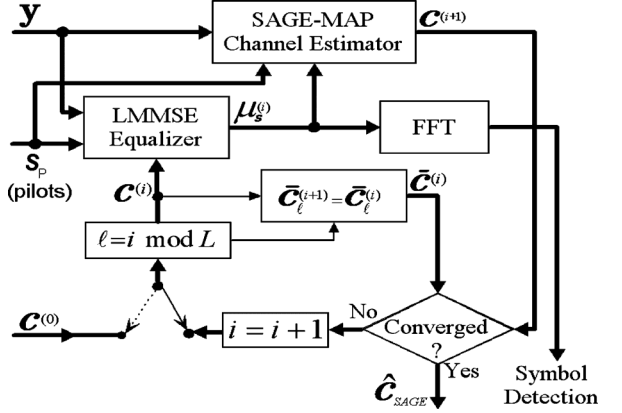 y
SAGE-MAP
Channel Estimator
C^(i+1)
LMMSE
Equalizer
μ_s^(i)
FFT
S_P
(pilots)
C^(i)
C̄_ℓ^(i+1) = C̄_ℓ^(i)
C̄^(i)
ℓ = i mod L
C^(0)
i = i + 1
No
Converged
?
Yes
Ĉ_SAGE
Symbol
Detection